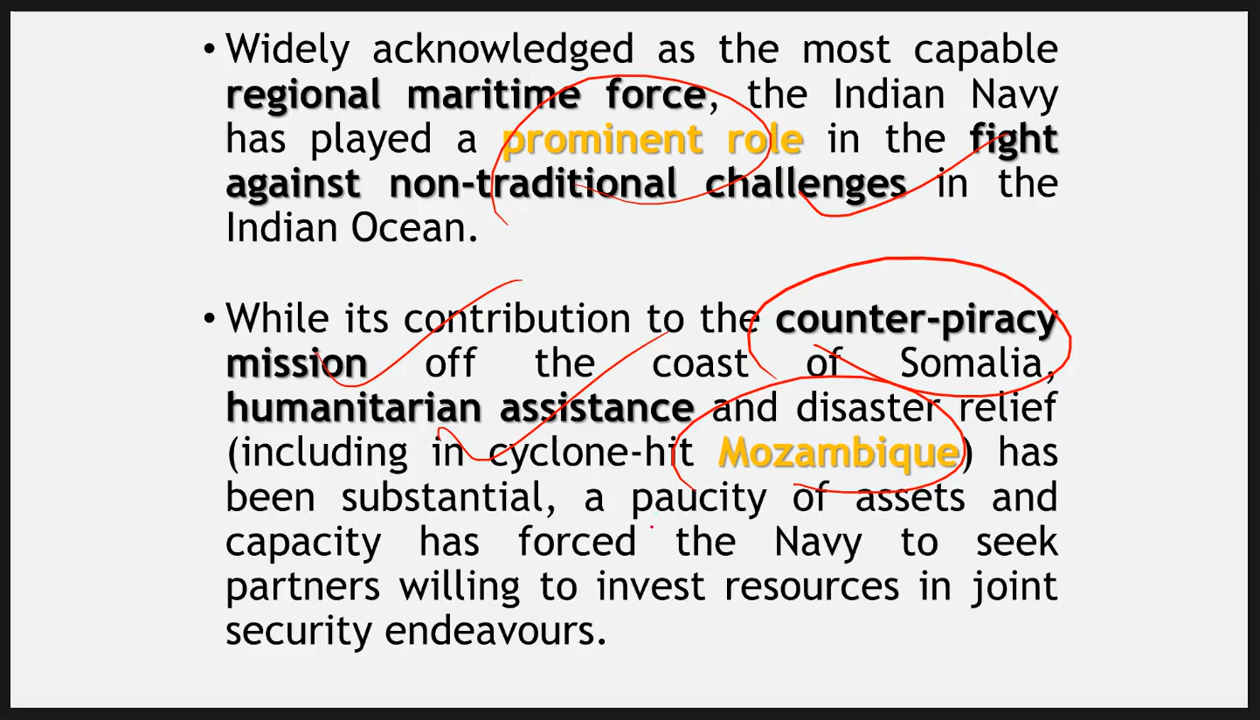 • Widely acknowledged as the most capable
regional maritime force, the Indian Navy
has played a prominent role in the fight
against non-traditional challenges in the
Indian Ocean.
• While its contribution to the counter-piracy
mission off the coast of Somalia,
humanitarian assistance and disaster relief
(including in cyclone-hit Mozambique) has
been substantial, a paucity of assets and
capacity has forced the Navy to seek
partners willing to invest resources in joint
security endeavours.